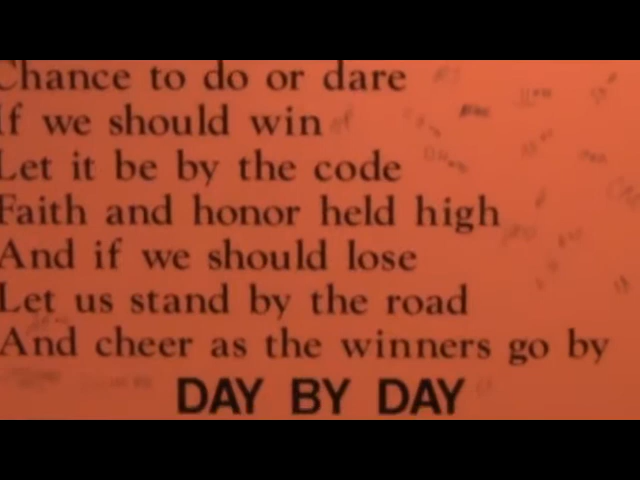 Chance to do or dare
If we should win
Let it be by the code
Faith and honor held high
And if we should lose
Let us stand by the road
And cheer as the winners go by
DAY BY DAY